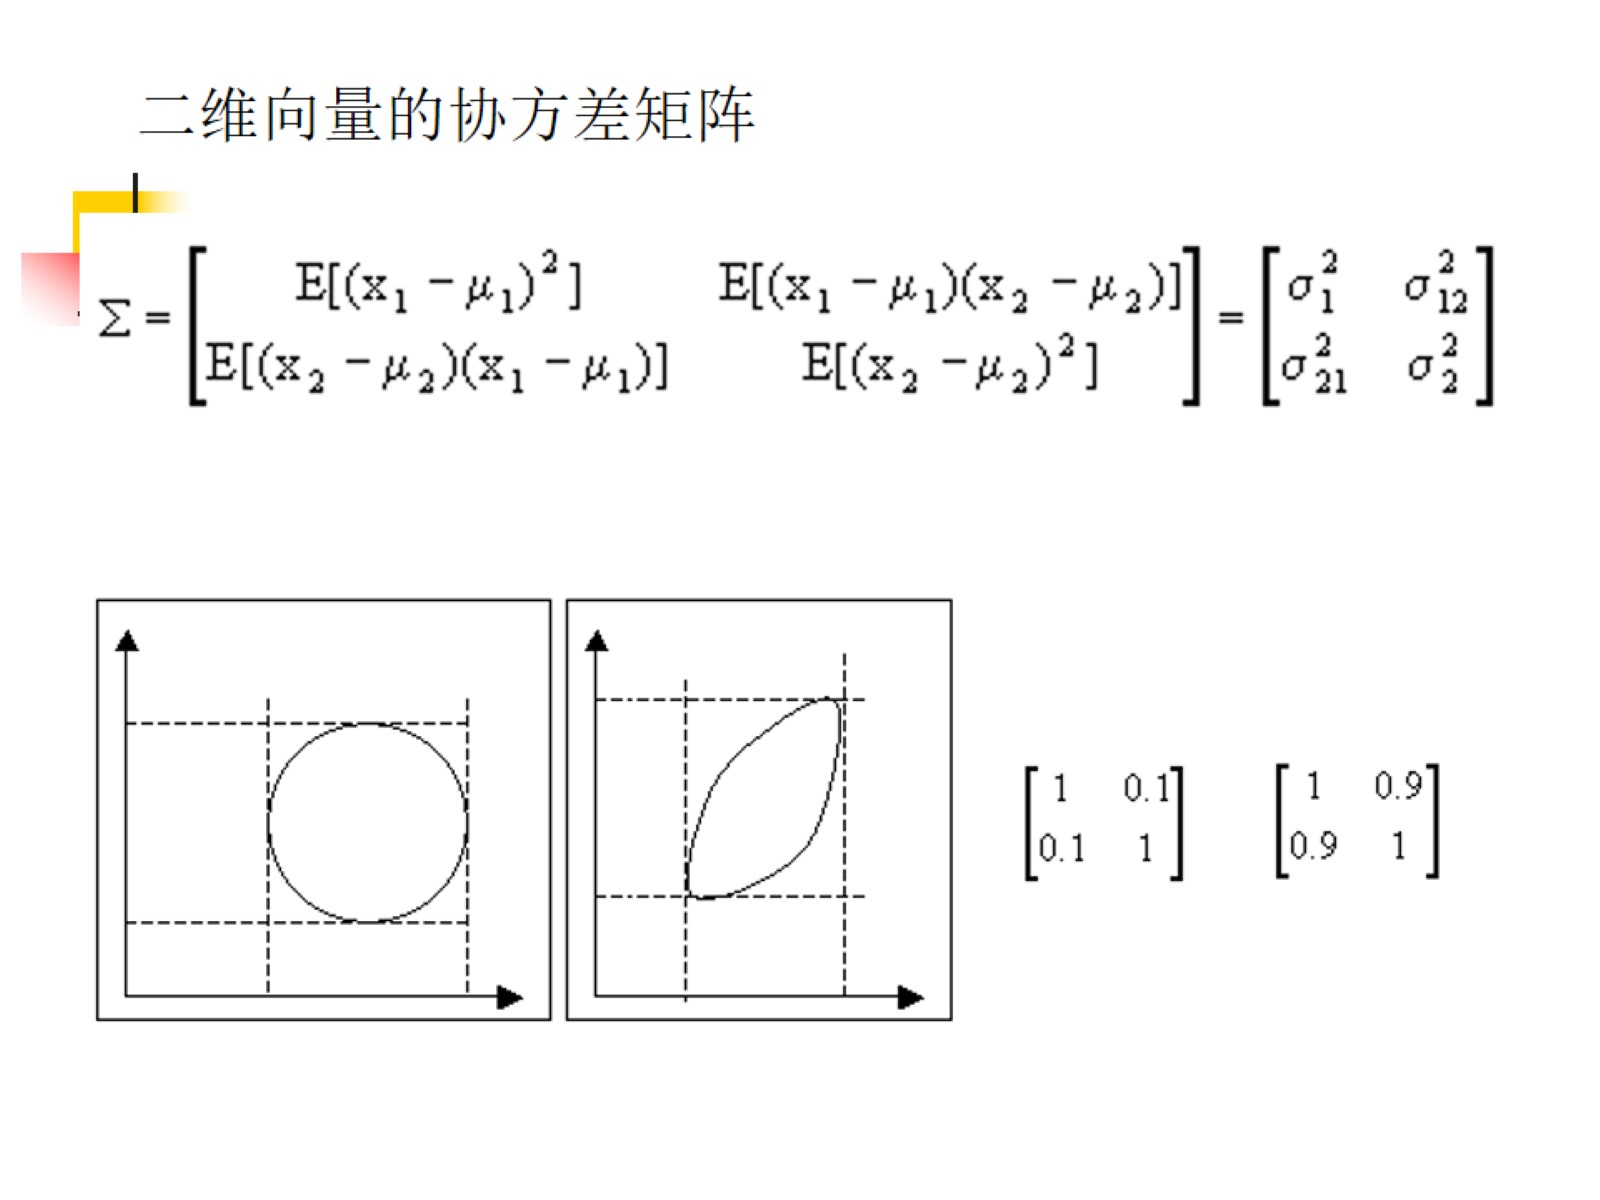 二维向量的协方差矩阵
Σ = [ E[(x₁ − μ₁)²] E[(x₁ − μ₁)(x₂ − μ₂)] ] = [ σ₁² σ₁₂² ]
[ E[(x₂ − μ₂)(x₁ − μ₁)] E[(x₂ − μ₂)²] ] [ σ₂₁² σ₂² ]
[ 1 0.1 ] [ 1 0.9 ]
[ 0.1 1 ] [ 0.9 1 ]